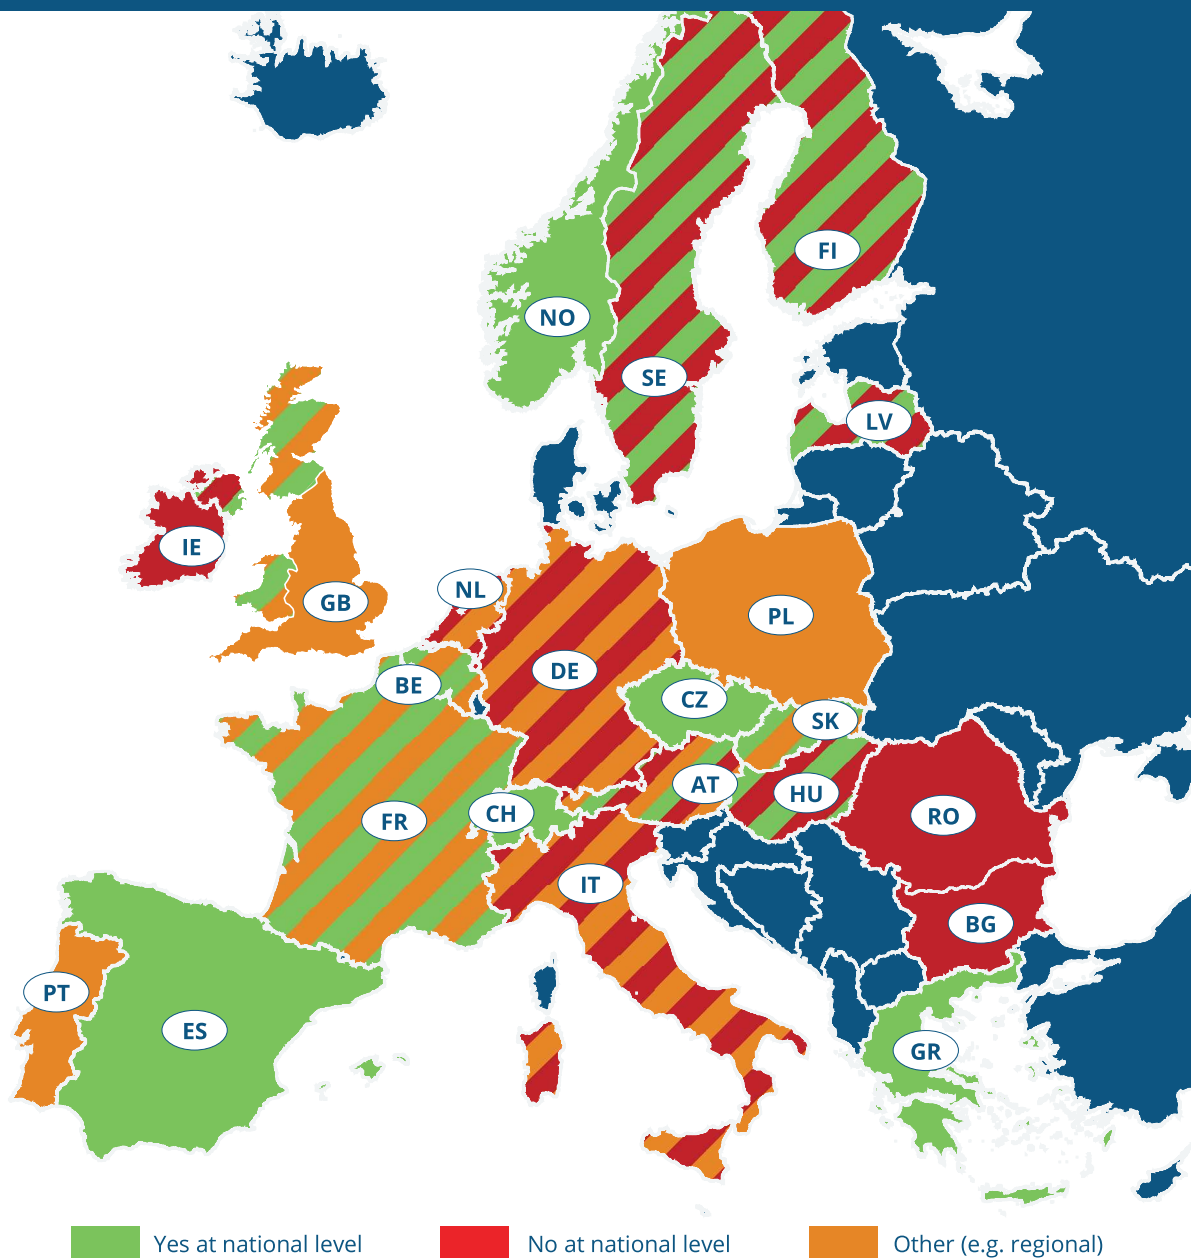 FI
NO
SE
LV
IE
NL
GB
PL
DE
BE
CZ
SK
AT
HU
CH
FR
RO
IT
BG
PT
ES
GR
Yes at national level
No at national level
Other (e.g. regional)